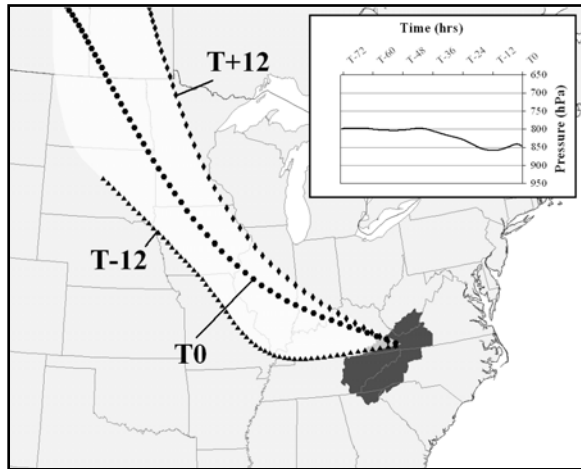 Time (hrs)
T-72
T-60
T-48
T-36
T-24
T-12
T0
650
700
750
800
850
900
950
Pressure (hPa)
T+12
T-12
T0